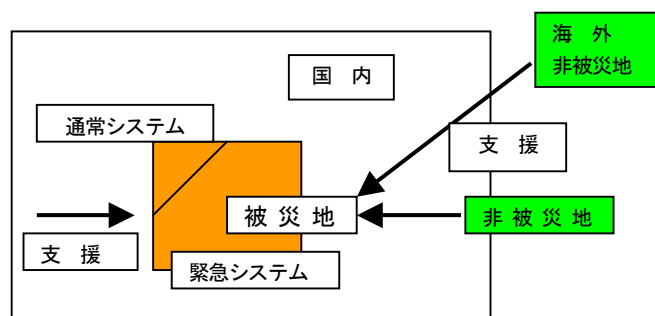 海　外
非被災地
国　内
通常システム
支　援
被 災 地
非 被 災 地
支　援
緊急システム